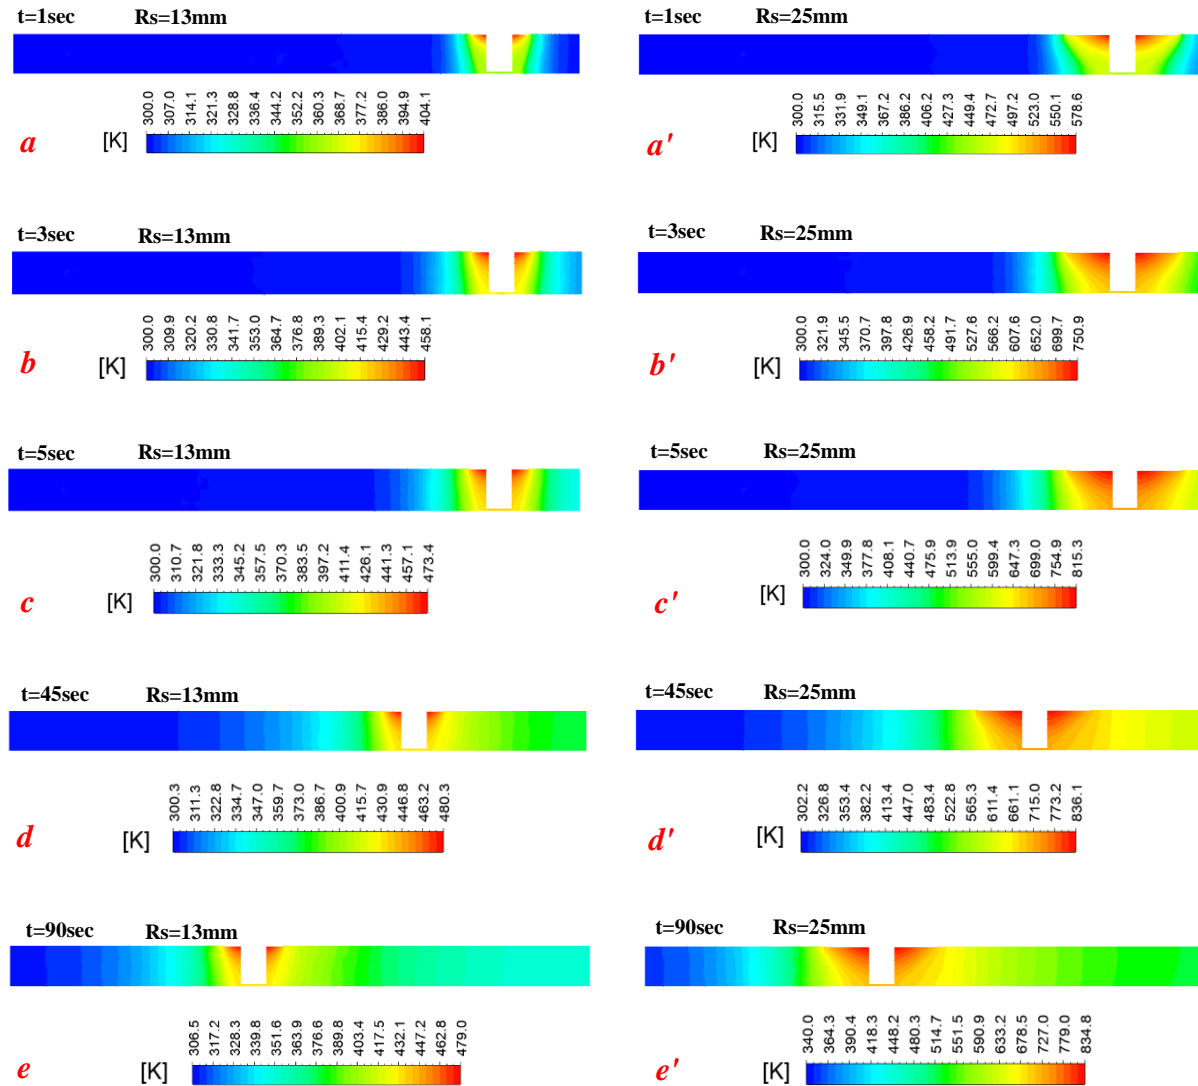 t=1sec Rs=13mm
300.0 307.0 314.1 321.3 328.8 336.4 344.2 352.2 360.3 368.7 377.2 386.0 394.9 404.1
a [K]
t=1sec Rs=25mm
300.0 315.5 331.9 349.1 367.2 386.2 406.2 427.3 449.4 472.7 497.2 523.0 550.1 578.6
a' [K]
t=3sec Rs=13mm
300.0 309.9 320.2 330.8 341.7 353.0 364.7 376.8 389.3 402.1 415.4 429.2 443.4 458.1
b [K]
t=3sec Rs=25mm
300.0 321.9 345.5 370.7 397.8 426.9 458.2 491.7 527.6 566.2 607.6 652.0 699.7 750.9
b' [K]
t=5sec Rs=13mm
300.0 310.7 321.8 333.3 345.2 357.5 370.3 383.5 397.2 411.4 426.1 441.3 457.1 473.4
c [K]
t=5sec Rs=25mm
300.0 324.0 349.9 377.8 408.1 440.7 475.9 513.9 555.0 599.4 647.3 699.0 754.9 815.3
c' [K]
t=45sec Rs=13mm
300.3 311.3 322.8 334.7 347.0 359.7 373.0 386.7 400.9 415.7 430.9 446.8 463.2 480.3
d [K]
t=45sec Rs=25mm
302.2 326.8 353.4 382.2 413.4 447.0 483.4 522.8 565.3 611.4 661.1 715.0 773.2 836.1
d' [K]
t=90sec Rs=13mm
306.5 317.2 328.3 339.8 351.6 363.9 376.6 389.8 403.4 417.5 432.1 447.2 462.8 479.0
e [K]
t=90sec Rs=25mm
340.0 364.3 390.4 418.3 448.2 480.3 514.7 551.5 590.9 633.2 678.5 727.0 779.0 834.8
e' [K]